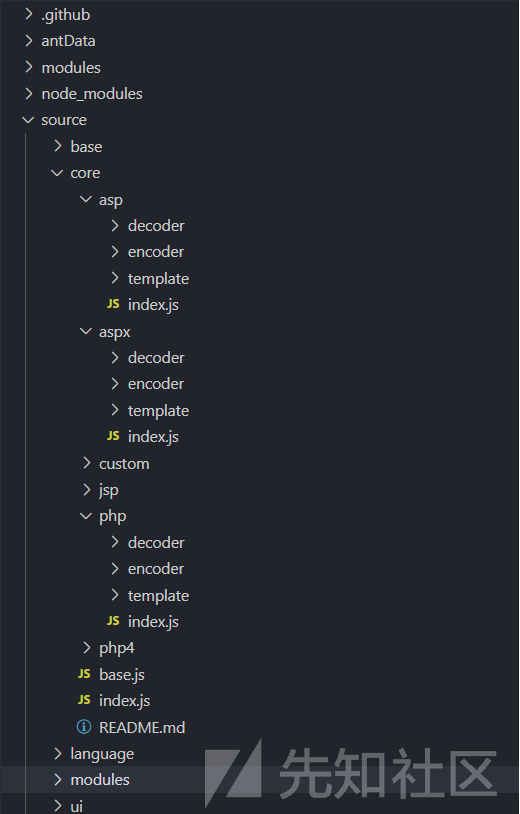 .github
antData
modules
node_modules
source
base
core
asp
decoder
encoder
template
JS index.js
aspx
decoder
encoder
template
JS index.js
custom
jsp
php
decoder
encoder
template
JS index.js
php4
JS base.js
JS index.js
README.md
language
modules
ui
先知社区